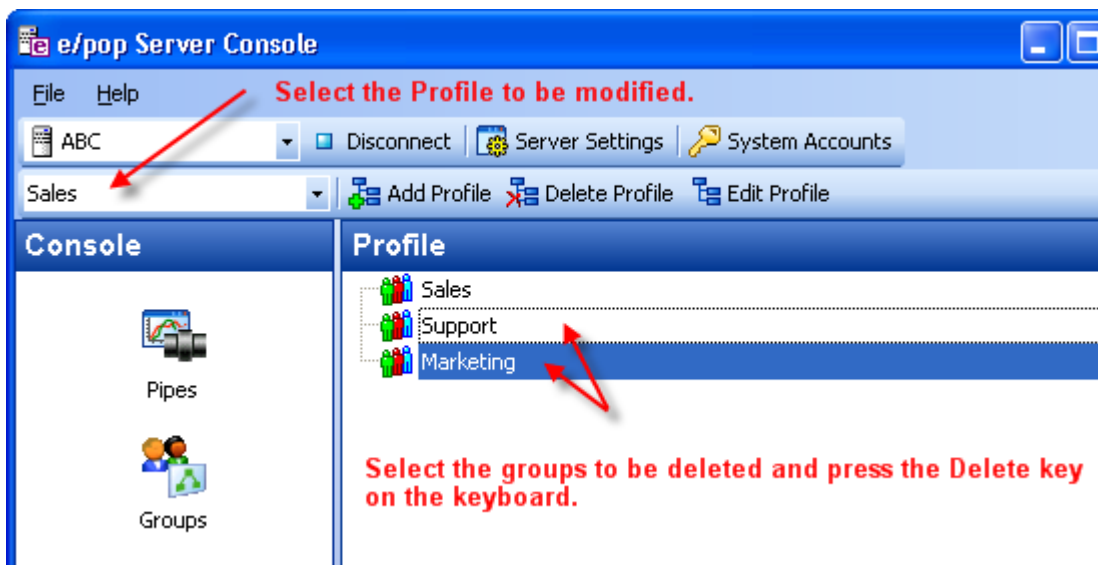 e/pop Server Console
File Help
Select the Profile to be modified.
ABC Disconnect Server Settings System Accounts
Sales Add Profile Delete Profile Edit Profile
Console Profile
Sales
Support
Marketing
Pipes
Select the groups to be deleted and press the Delete key
on the keyboard.
Groups